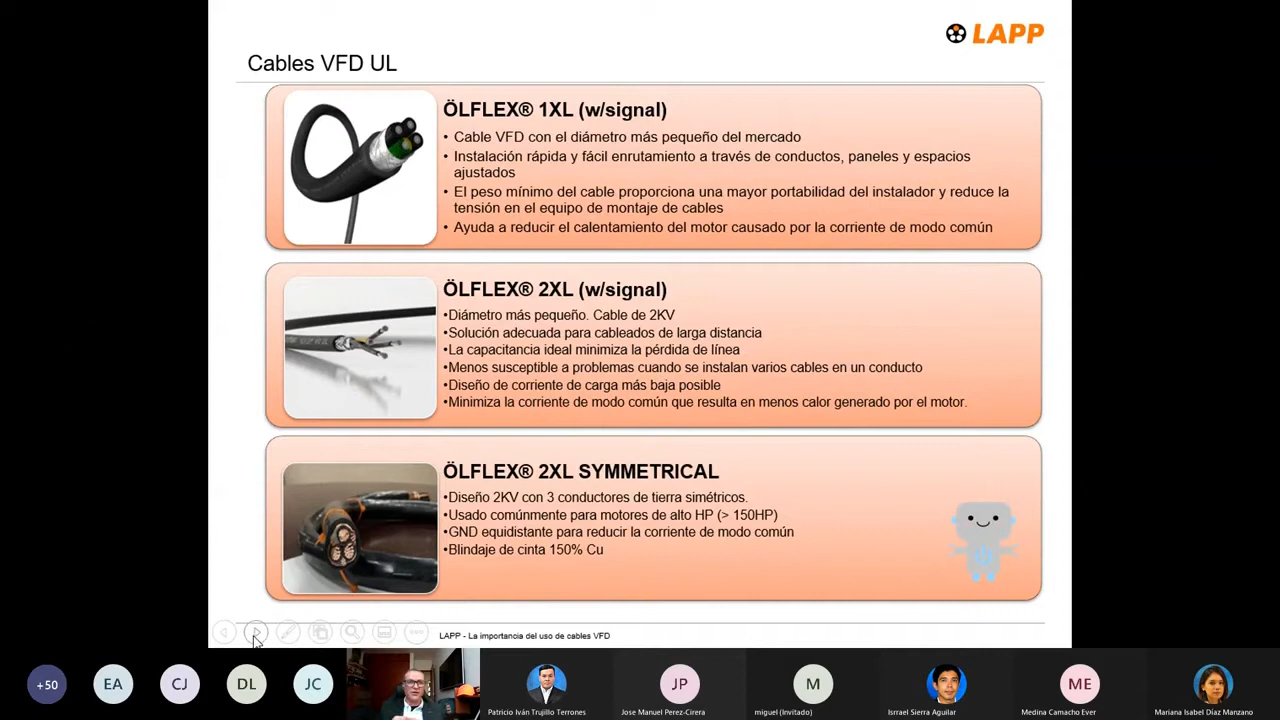 LAPP
Cables VFD UL
ÖLFLEX® 1XL (w/signal)
• Cable VFD con el diámetro más pequeño del mercado
• Instalación rápida y fácil enrutamiento a través de conductos, paneles y espacios
ajustados
• El peso mínimo del cable proporciona una mayor portabilidad del instalador y reduce la
tensión en el equipo de montaje de cables
• Ayuda a reducir el calentamiento del motor causado por la corriente de modo común
ÖLFLEX® 2XL (w/signal)
•Diámetro más pequeño. Cable de 2KV
•Solución adecuada para cableados de larga distancia
•La capacitancia ideal minimiza la pérdida de línea
•Menos susceptible a problemas cuando se instalan varios cables en un conducto
•Diseño de corriente de carga más baja posible
•Minimiza la corriente de modo común que resulta en menos calor generado por el motor.
ÖLFLEX® 2XL SYMMETRICAL
•Diseño 2KV con 3 conductores de tierra simétricos.
•Usado comúnmente para motores de alto HP (> 150HP)
•GND equidistante para reducir la corriente de modo común
•Blindaje de cinta 150% Cu
LAPP - La importancia del uso de cables VFD
+50 EA CJ DL JC JP M ME
Patricio Iván Trujillo Terrones Jose Manuel Perez-Cirera miguel (Invitado) Isrrael Sierra Aguilar Medina Camacho Ever Mariana Isabel Díaz Manzano